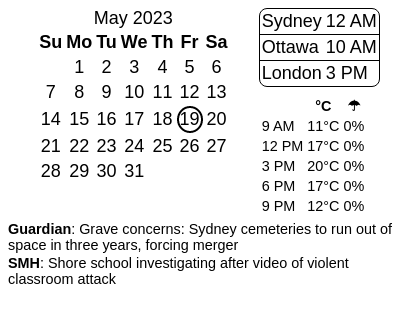 May 2023
Su Mo Tu We Th Fr Sa
1 2 3 4 5 6
7 8 9 10 11 12 13
14 15 16 17 18 19 20
21 22 23 24 25 26 27
28 29 30 31
Sydney 12 AM
Ottawa 10 AM
London 3 PM
°C ☂
9 AM 11°C 0%
12 PM 17°C 0%
3 PM 20°C 0%
6 PM 17°C 0%
9 PM 12°C 0%
Guardian: Grave concerns: Sydney cemeteries to run out of
space in three years, forcing merger
SMH: Shore school investigating after video of violent
classroom attack